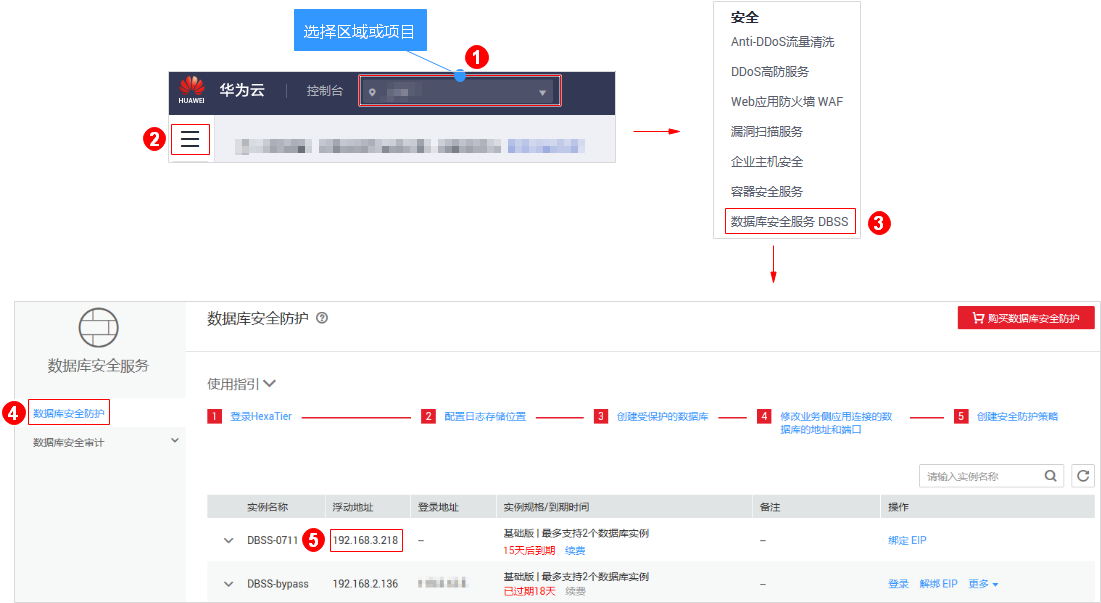 选择区域或项目
1
HUAWEI
华为云
控制台
2
安全
Anti-DDoS流量清洗
DDoS高防服务
Web应用防火墙 WAF
漏洞扫描服务
企业主机安全
容器安全服务
数据库安全服务 DBSS
3
数据库安全服务
4
数据库安全防护
数据库安全审计
数据库安全防护
购买数据库安全防护
使用指引
1 登录HexaTier
2 配置日志存储位置
3 创建受保护的数据库
4 修改业务侧应用连接的数
据库的地址和端口
5 创建安全防护策略
请输入实例名称
实例名称 浮动地址 登录地址 实例规格/到期时间 备注 操作
DBSS-0711 5 192.168.3.218 – 基础版 | 最多支持2个数据库实例 – 绑定 EIP
15天后到期 续费
DBSS-bypass 192.168.2.136 基础版 | 最多支持2个数据库实例 – 登录 解绑 EIP 更多
已过期18天 续费